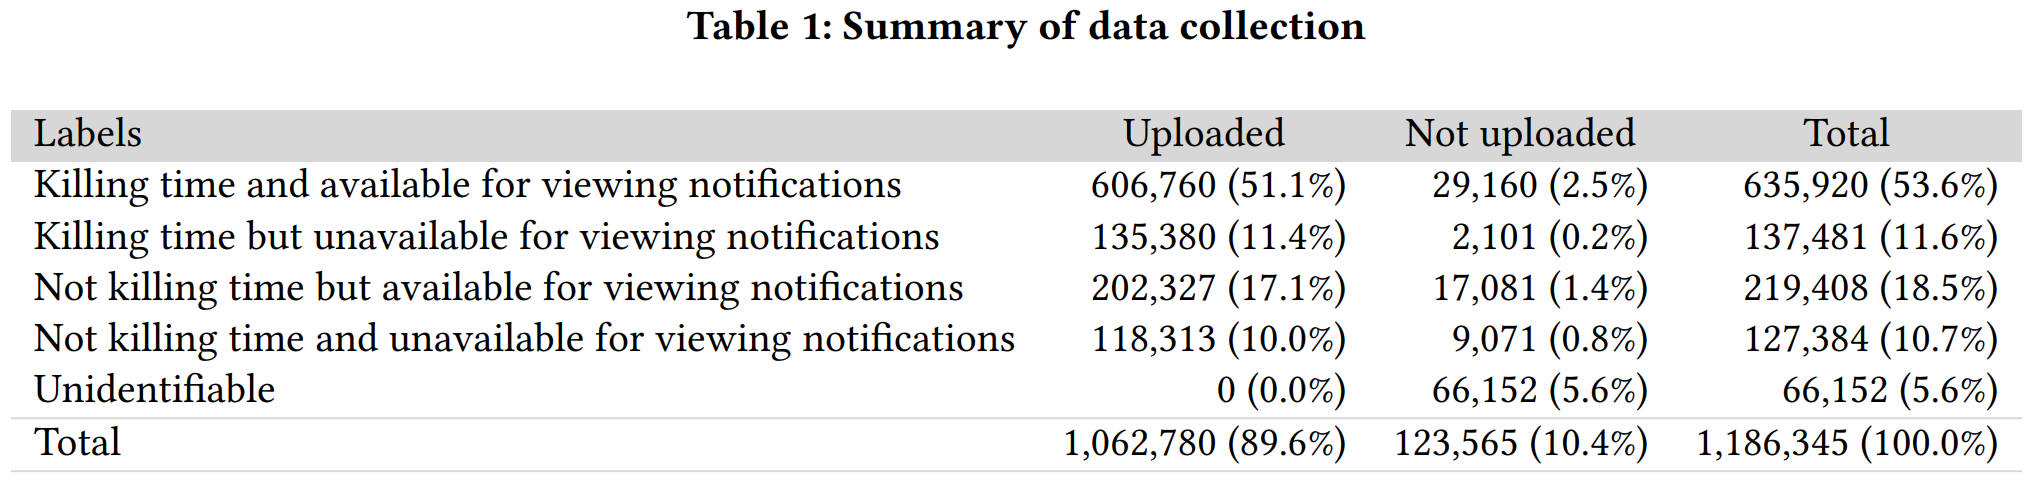 Table 1: Summary of data collection
Labels Uploaded Not uploaded Total
Killing time and available for viewing notifications 606,760 (51.1%) 29,160 (2.5%) 635,920 (53.6%)
Killing time but unavailable for viewing notifications 135,380 (11.4%) 2,101 (0.2%) 137,481 (11.6%)
Not killing time but available for viewing notifications 202,327 (17.1%) 17,081 (1.4%) 219,408 (18.5%)
Not killing time and unavailable for viewing notifications 118,313 (10.0%) 9,071 (0.8%) 127,384 (10.7%)
Unidentifiable 0 (0.0%) 66,152 (5.6%) 66,152 (5.6%)
Total 1,062,780 (89.6%) 123,565 (10.4%) 1,186,345 (100.0%)